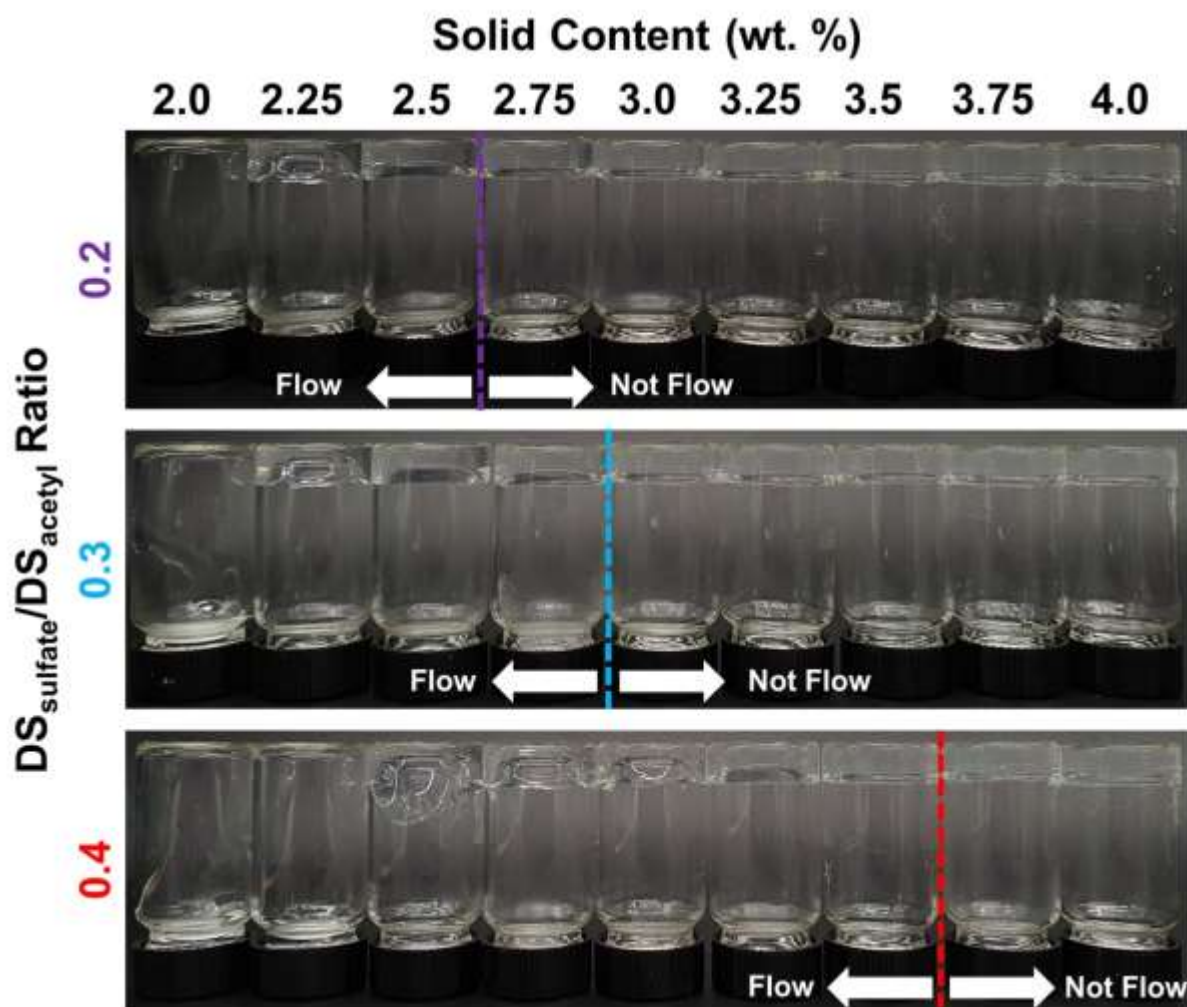 Solid Content (wt. %)
2.0 2.25 2.5 2.75 3.0 3.25 3.5 3.75 4.0
DSsulfate/DSacetyl Ratio
0.2
Flow Not Flow
0.3
Flow Not Flow
0.4
Flow Not Flow